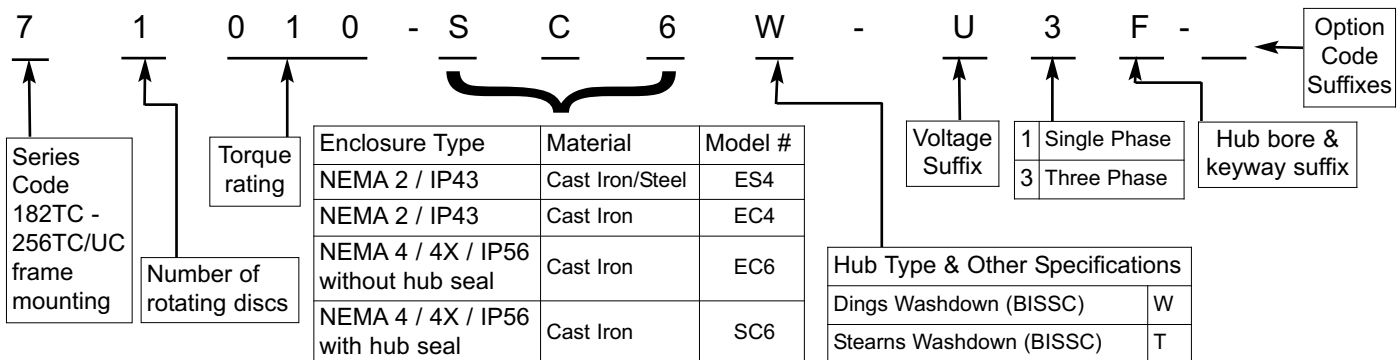 7 1 0 1 0 - S C 6 W - U 3 F -
Option
Code
Suffixes
Series
Code
182TC -
256TC/UC
frame
mounting
Number of
rotating discs
Torque
rating
Enclosure Type Material Model #
NEMA 2 / IP43 Cast Iron/Steel ES4
NEMA 2 / IP43 Cast Iron EC4
NEMA 4 / 4X / IP56
without hub seal Cast Iron EC6
NEMA 4 / 4X / IP56
with hub seal Cast Iron SC6
Voltage
Suffix
1 Single Phase
3 Three Phase
Hub bore &
keyway suffix
Hub Type & Other Specifications
Dings Washdown (BISSC) W
Stearns Washdown (BISSC) T